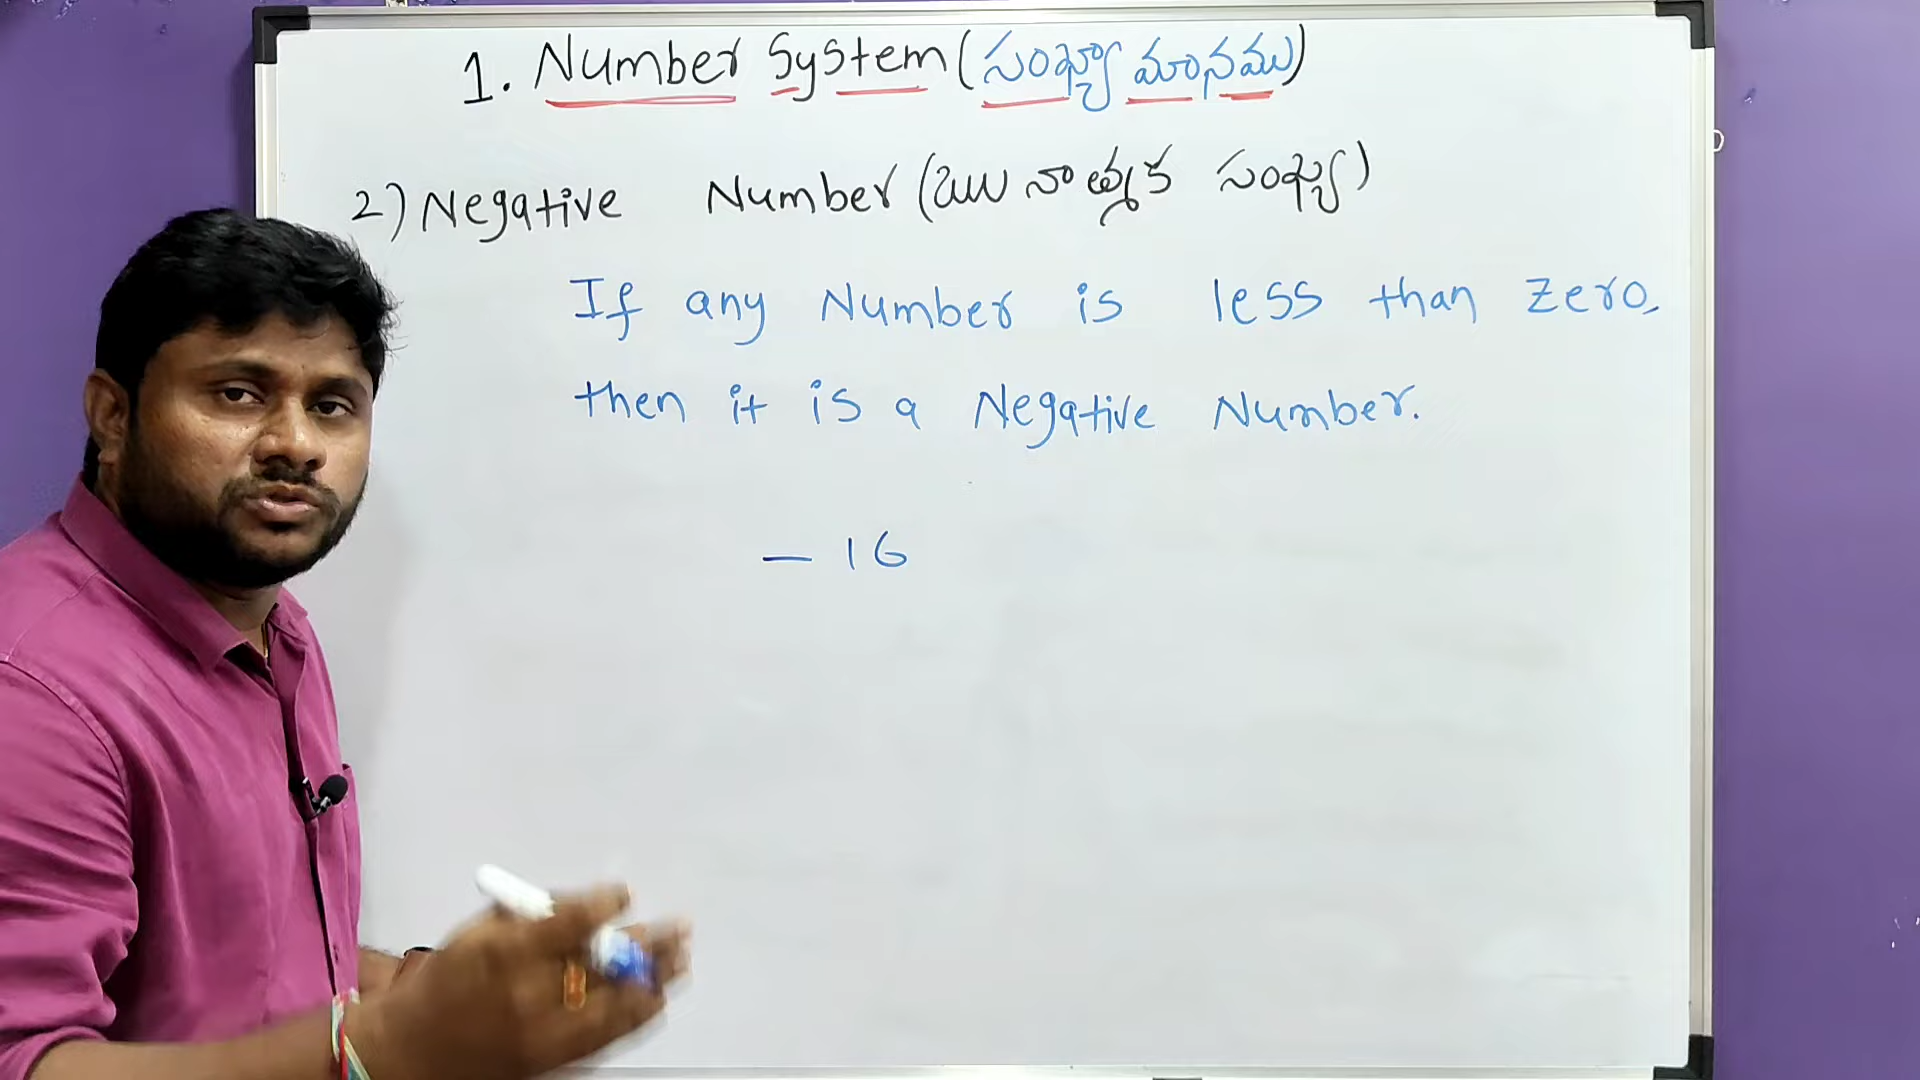 1. Number System (సంఖ్యా మానము)
2) Negative Number (ఋణాత్మక సంఖ్య)
If any Number is less than Zero,
then it is a Negative Number.
– 16